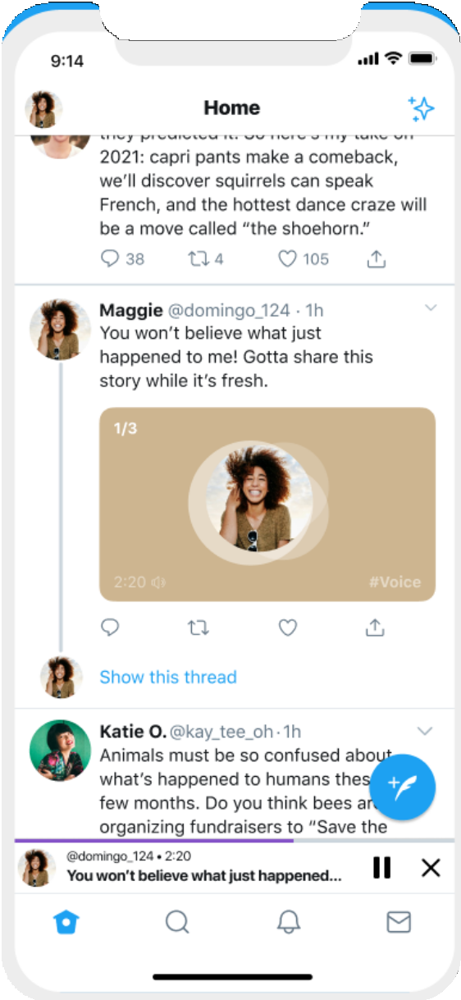 9:14
Home
they predicted it. So here's my take on
2021: capri pants make a comeback,
we'll discover squirrels can speak
French, and the hottest dance craze will
be a move called “the shoehorn.”
38 4 105
Maggie @domingo_124 · 1h
You won't believe what just
happened to me! Gotta share this
story while it's fresh.
1/3
2:20 #Voice
Show this thread
Katie O. @kay_tee_oh · 1h
Animals must be so confused about
what's happened to humans thes
few months. Do you think bees ar
organizing fundraisers to “Save the
@domingo_124 • 2:20
You won't believe what just happened...